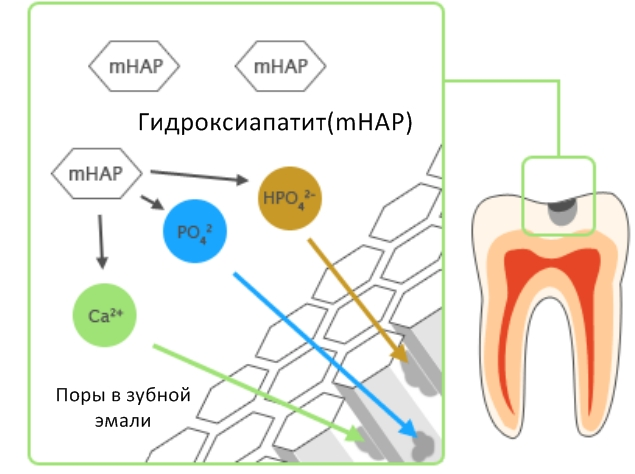 mHAP
mHAP
Гидроксиапатит(mHAP)
mHAP
HPO₄²⁻
PO₄²
Ca²⁺
Поры в зубной
эмали